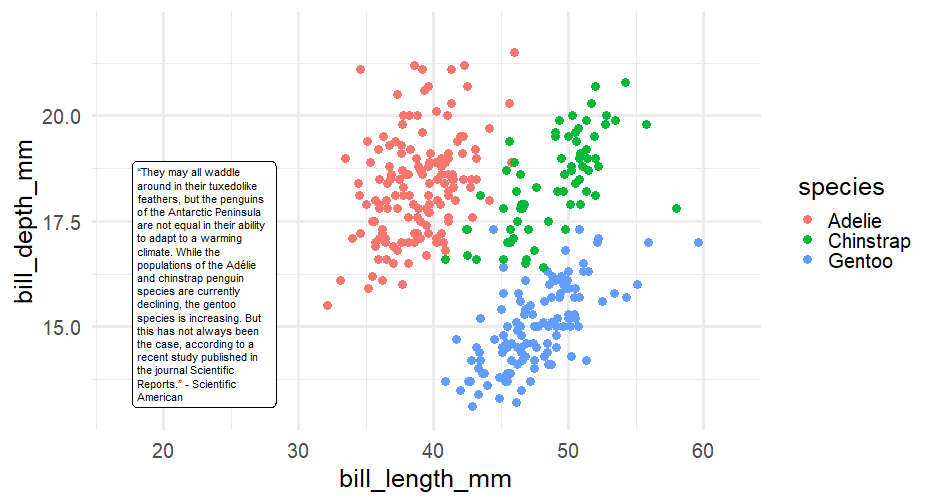 20.0
17.5
15.0
bill_depth_mm
"They may all waddle
around in their tuxedolike
feathers, but the penguins
of the Antarctic Peninsula
are not equal in their ability
to adapt to a warming
climate. While the
populations of the Adélie
and chinstrap penguin
species are currently
declining, the gentoo
species is increasing. But
this has not always been
the case, according to a
recent study published in
the journal Scientific
Reports." - Scientific
American
20 30 40 50 60
bill_length_mm
species
Adelie
Chinstrap
Gentoo